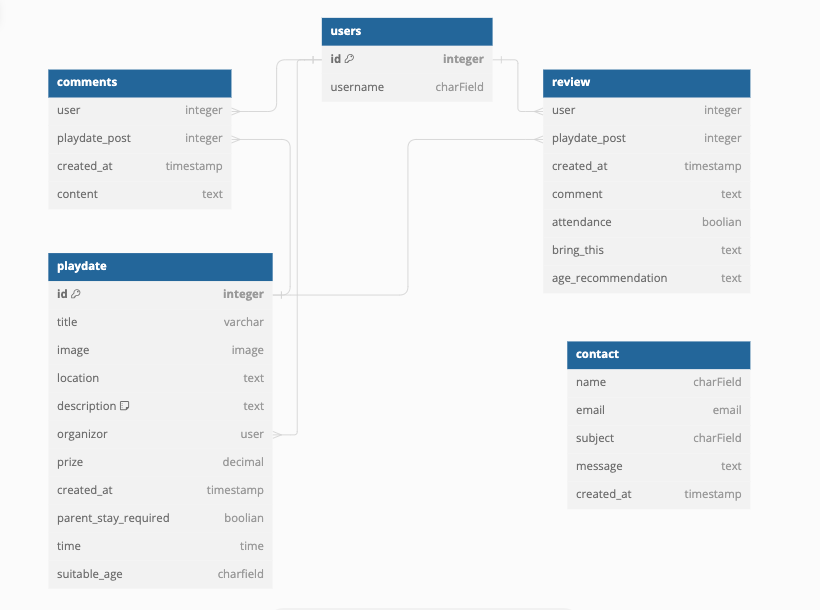 users
id integer
username charField
comments
user integer
playdate_post integer
created_at timestamp
content text
review
user integer
playdate_post integer
created_at timestamp
comment text
attendance boolian
bring_this text
age_recommendation text
playdate
id integer
title varchar
image image
location text
description text
organizor user
prize decimal
created_at timestamp
parent_stay_required boolian
time time
suitable_age charfield
contact
name charField
email email
subject charField
message text
created_at timestamp